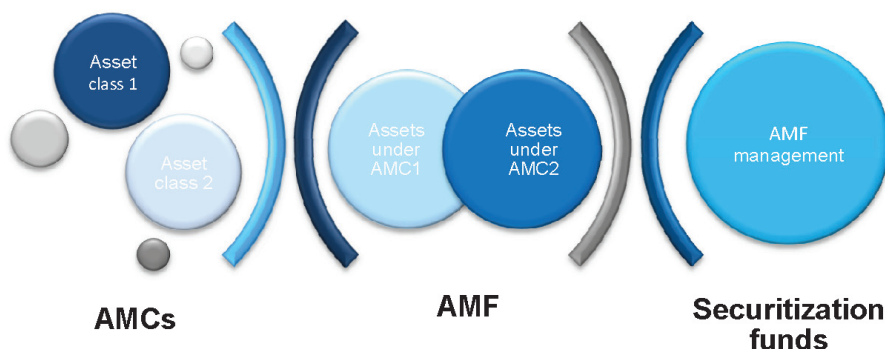 Asset
class 1
Asset
class 2
Assets
under
AMC1
Assets
under
AMC2
AMF
management
AMCs
AMF
Securitization
funds